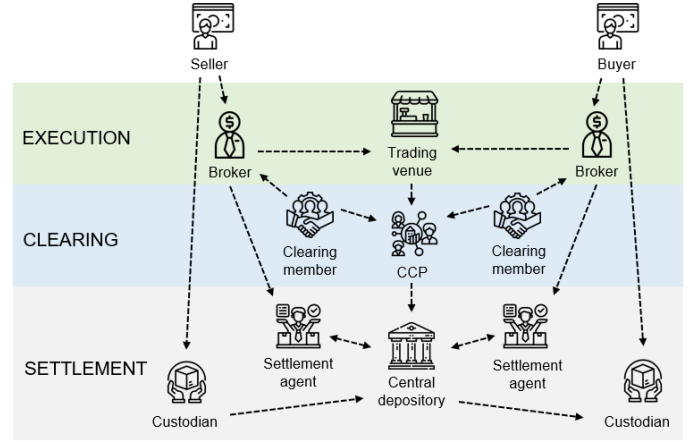 Seller
Buyer
EXECUTION
$
Broker
Trading
venue
$
Broker
CLEARING
Clearing
member
CCP
Clearing
member
SETTLEMENT
Settlement
agent
Central
depository
Settlement
agent
Custodian
Custodian